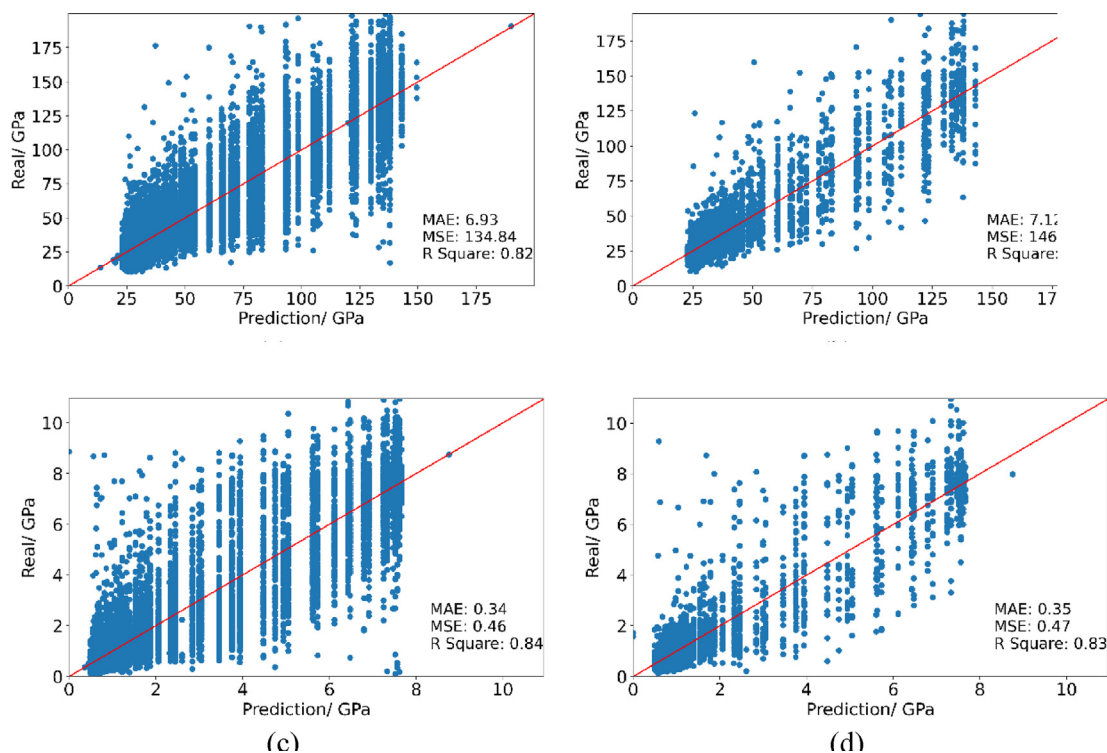 175
150
125
100
75
50
25
0
Real/ GPa
MAE: 6.93
MSE: 134.84
R Square: 0.82
0 25 50 75 100 125 150 175
Prediction/ GPa
175
150
125
100
75
50
25
0
Real/ GPa
MAE: 7.12
MSE: 146
R Square:
0 25 50 75 100 125 150 17
Prediction/ GPa
10
8
6
4
2
0
Real/ GPa
MAE: 0.34
MSE: 0.46
R Square: 0.84
0 2 4 6 8 10
Prediction/ GPa
(c)
10
8
6
4
2
0
Real/ GPa
MAE: 0.35
MSE: 0.47
R Square: 0.83
0 2 4 6 8 10
Prediction/ GPa
(d)